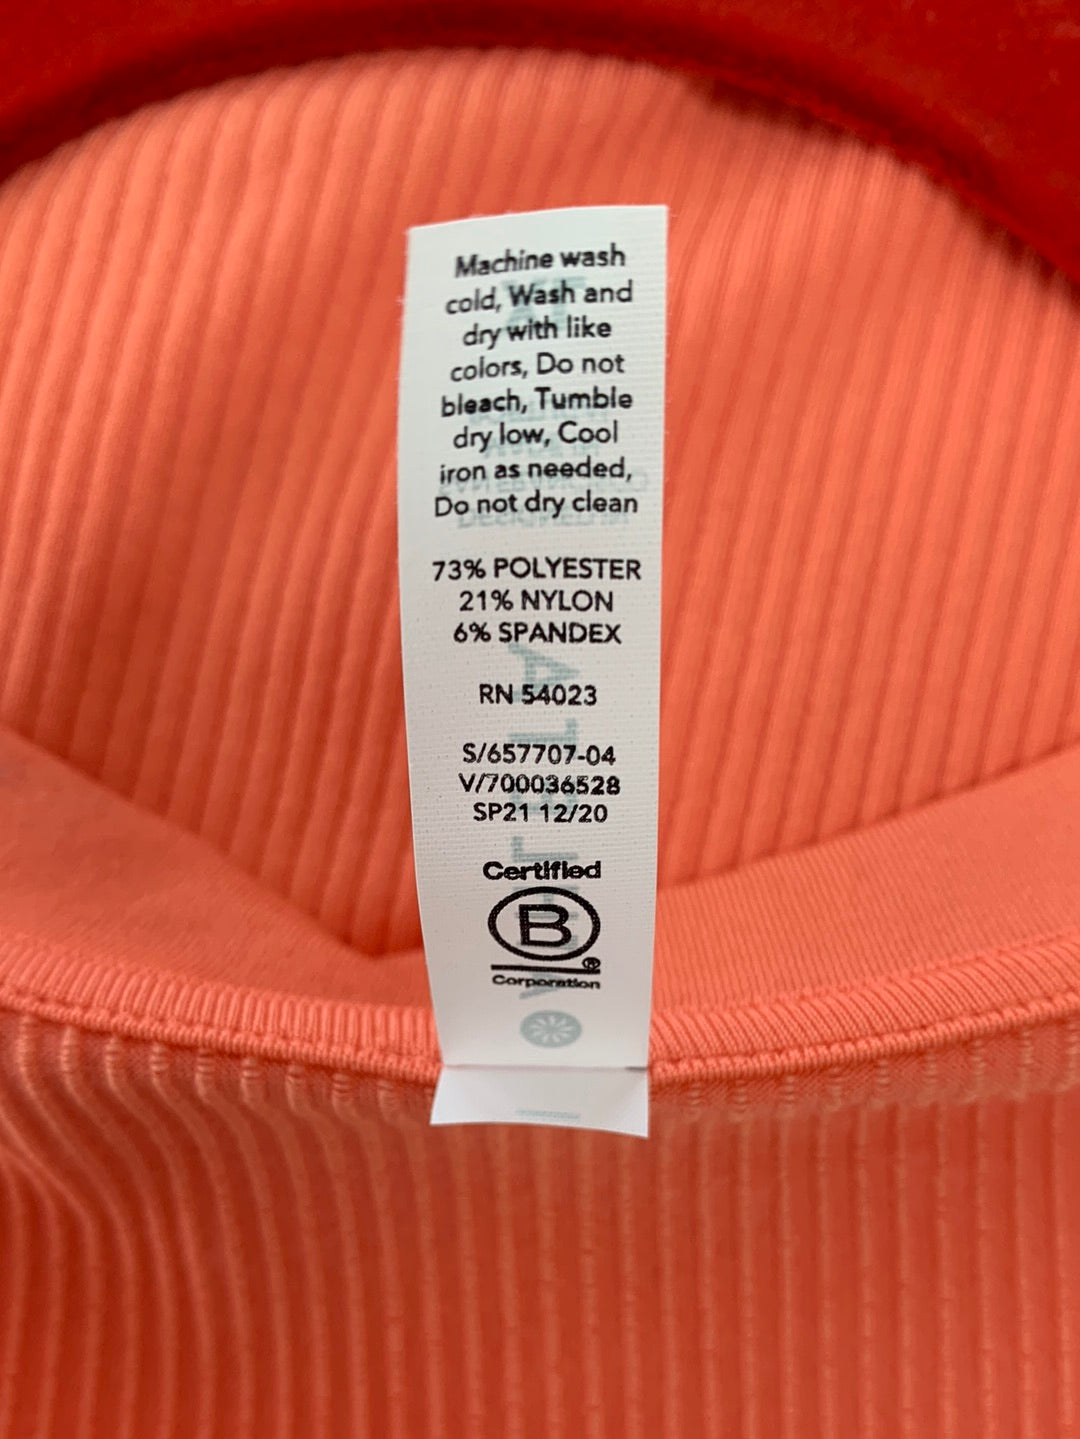 Machine wash
cold, Wash and
dry with like
colors, Do not
bleach, Tumble
dry low, Cool
iron as needed,
Do not dry clean
73% POLYESTER
21% NYLON
6% SPANDEX
RN 54023
S/657707-04
V/700036528
SP21 12/20
Certified
B
®
Corporation